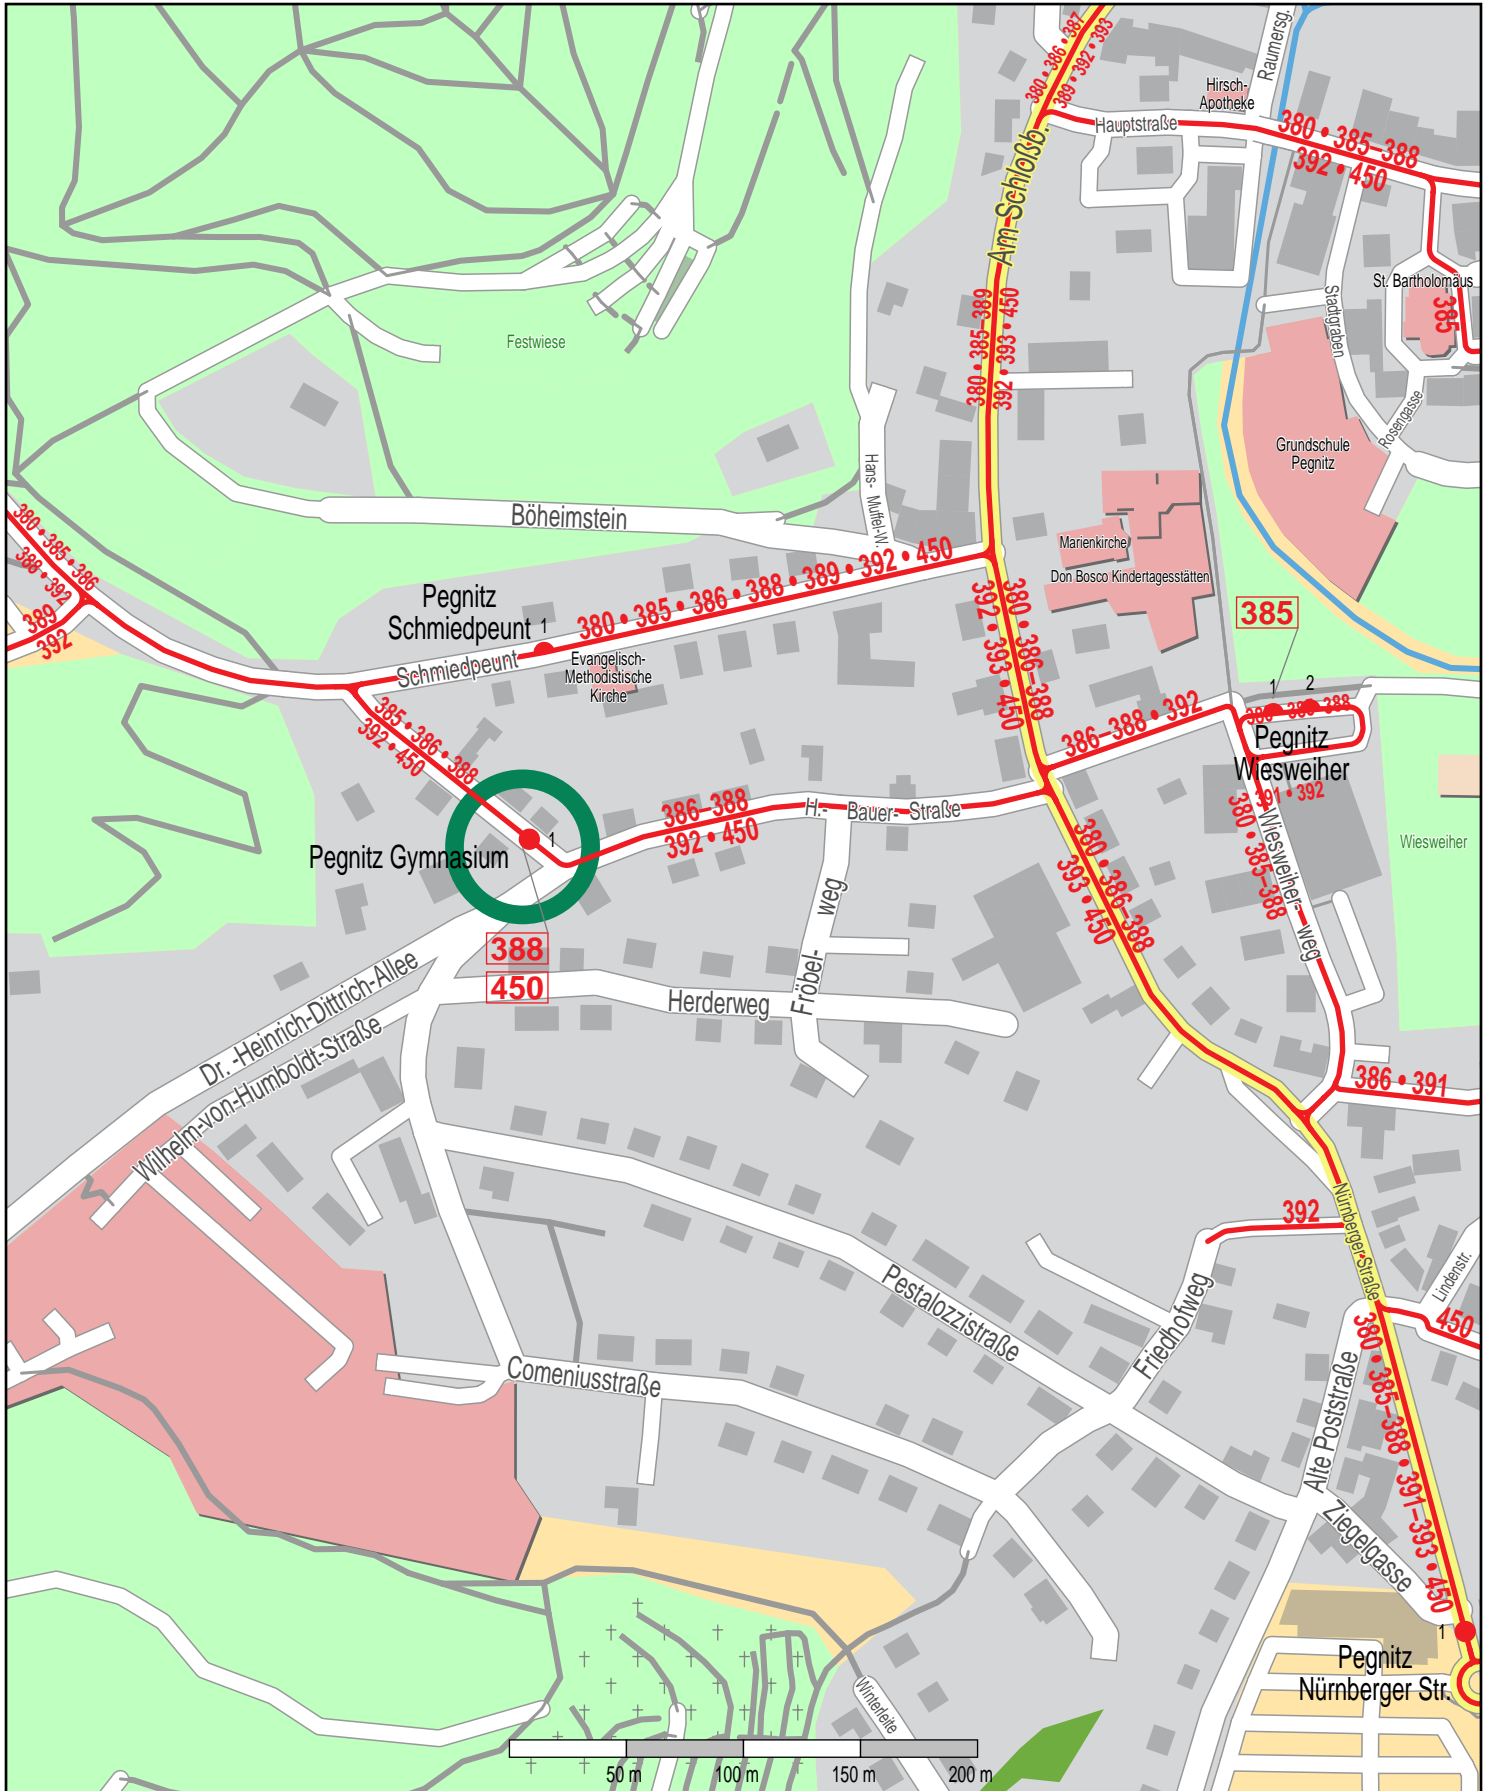 380 • 386 • 387
389 • 392 • 393
Raumersg.
Hirsch-
Apotheke
Hauptstraße
380 • 385–388
392 • 450
Am Schloßb.
St. Bartholomäus
385
Stadtgraben
380 • 385–389
392 • 393 • 450
Festwiese
Rosengasse
Grundschule
Pegnitz
Hans- Muffel-W.
Böheimstein
380 • 385 • 386
388 • 392
389
392
Marienkirche
Don Bosco Kindertagesstätten
380 • 385 • 386 • 388 • 389 • 392 • 450
Pegnitz
Schmiedpeunt 1
Schmiedpeunt
Evangelisch-
Methodistische
Kirche
380 • 386–388
392 • 393 • 450
385
1 2
Pegnitz
Wiesweiher
386–388 • 392
391 • 392
380 • 385–388
Wiesweiher- weg
Wiesweiher
385 • 386 • 388
392 • 450
386–388
392 • 450
H.- Bauer- Straße
Pegnitz Gymnasium
1
388
450
380 • 386–388
393 • 450
Fröbel- weg
Herderweg
Dr. -Heinrich-Dittrich-Allee
Wilhelm-von-Humboldt-Straße
386 • 391
392
Nürnberger-Straße
Lindenstr.
450
Pestalozzistraße
Friedhofweg
Comeniusstraße
Alte Poststraße
380 • 385–388 • 391–393 • 450
Ziegelgasse
1
Pegnitz
Nürnberger Str.
Winterleite
50 m 100 m 150 m 200 m